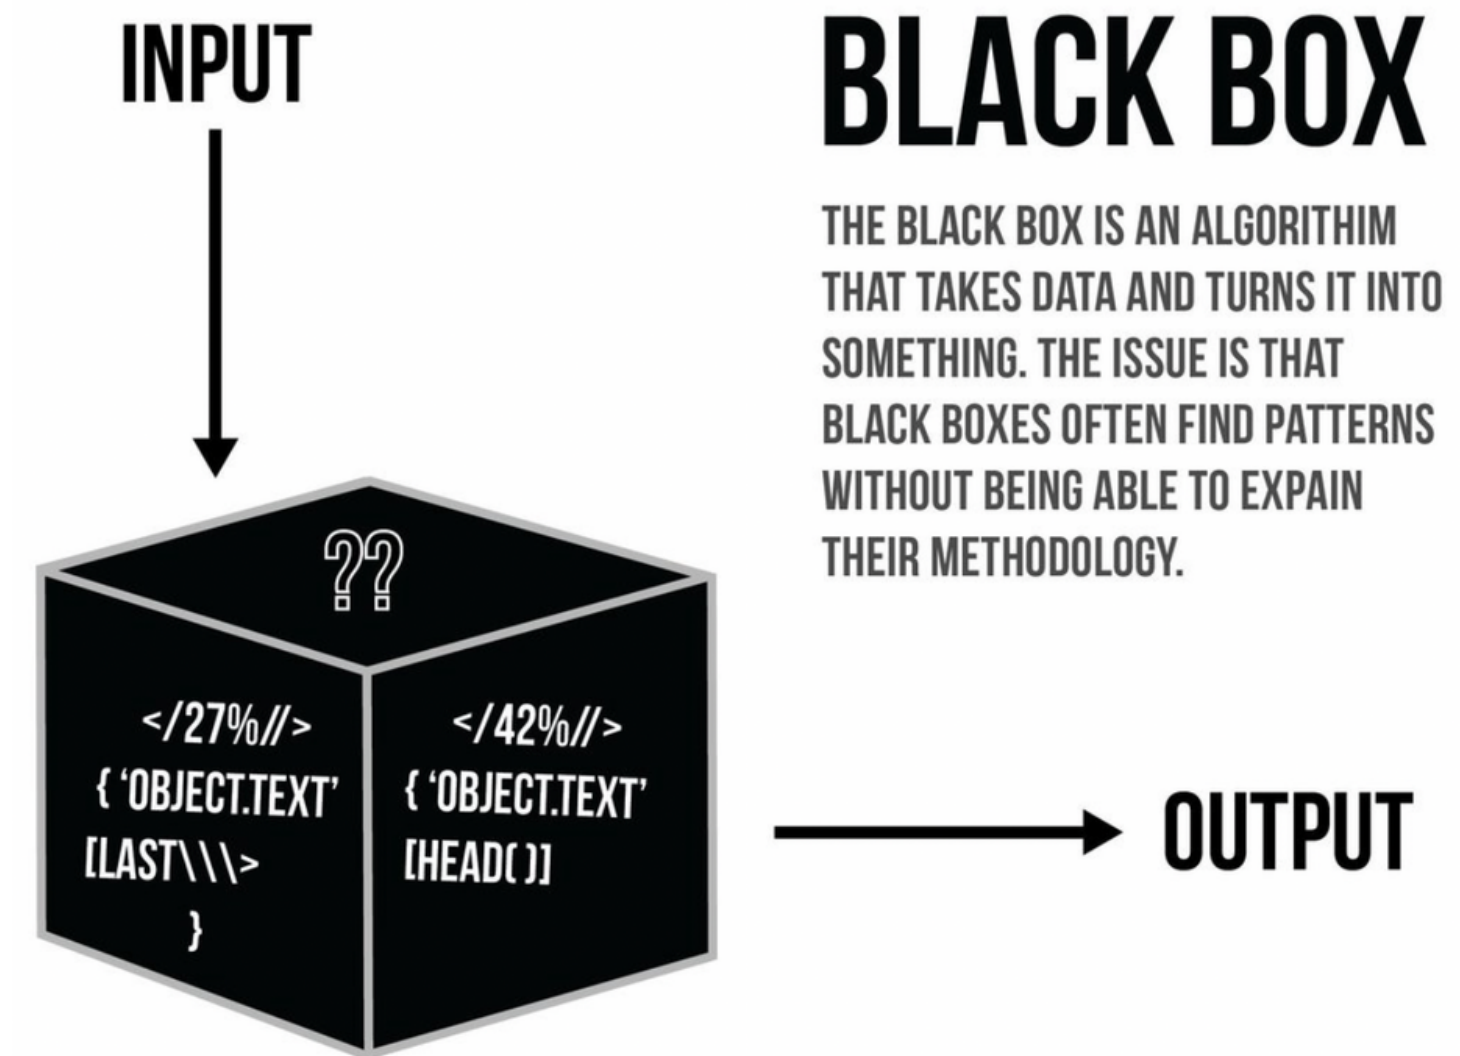 INPUT
BLACK BOX
THE BLACK BOX IS AN ALGORITHIM
THAT TAKES DATA AND TURNS IT INTO
SOMETHING. THE ISSUE IS THAT
BLACK BOXES OFTEN FIND PATTERNS
WITHOUT BEING ABLE TO EXPAIN
THEIR METHODOLOGY.
??
</27%//>
{ ‘OBJECT.TEXT’
[LAST\\\>
}
</42%//>
{ ‘OBJECT.TEXT’
[HEAD( )]
OUTPUT